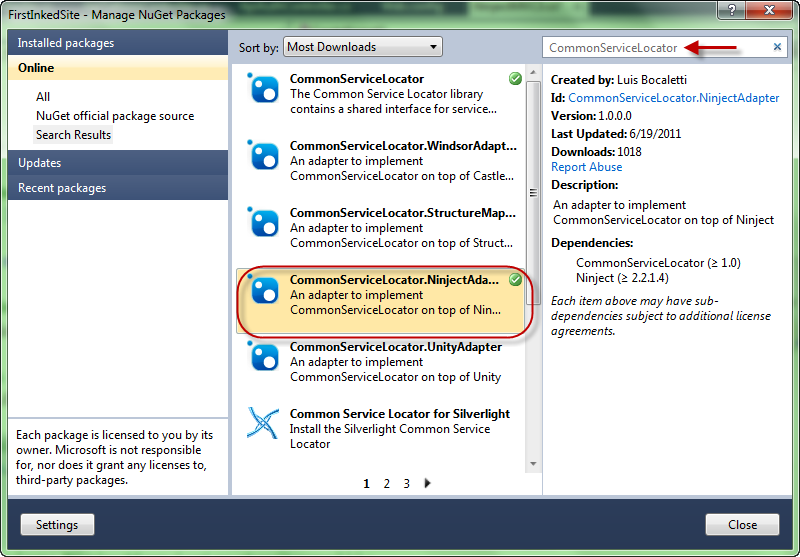 FirstInkedSite - Manage NuGet Packages
Installed packages
Online
All
NuGet official package source
Search Results
Updates
Recent packages
Each package is licensed to you by its
owner. Microsoft is not responsible
for, nor does it grant any licenses to,
third-party packages.
Sort by: Most Downloads
CommonServiceLocator
The Common Service Locator library
contains a shared interface for service...
CommonServiceLocator.WindsorAdapt...
An adapter to implement
CommonServiceLocator on top of Castle...
CommonServiceLocator.StructureMap...
An adapter to implement
CommonServiceLocator on top of Struct...
CommonServiceLocator.NinjectAda...
An adapter to implement
CommonServiceLocator on top of Nin...
CommonServiceLocator.UnityAdapter
An adapter to implement
CommonServiceLocator on top of Unity
Common Service Locator for Silverlight
Install the Silverlight Common Service
Locator
1 2 3
CommonServiceLocator
Created by: Luis Bocaletti
Id: CommonServiceLocator.NinjectAdapter
Version: 1.0.0.0
Last Updated: 6/19/2011
Downloads: 1018
Report Abuse
Description:
An adapter to implement
CommonServiceLocator on top of Ninject
Dependencies:
CommonServiceLocator (≥ 1.0)
Ninject (≥ 2.2.1.4)
Each item above may have sub-
dependencies subject to additional license
agreements.
Settings
Close